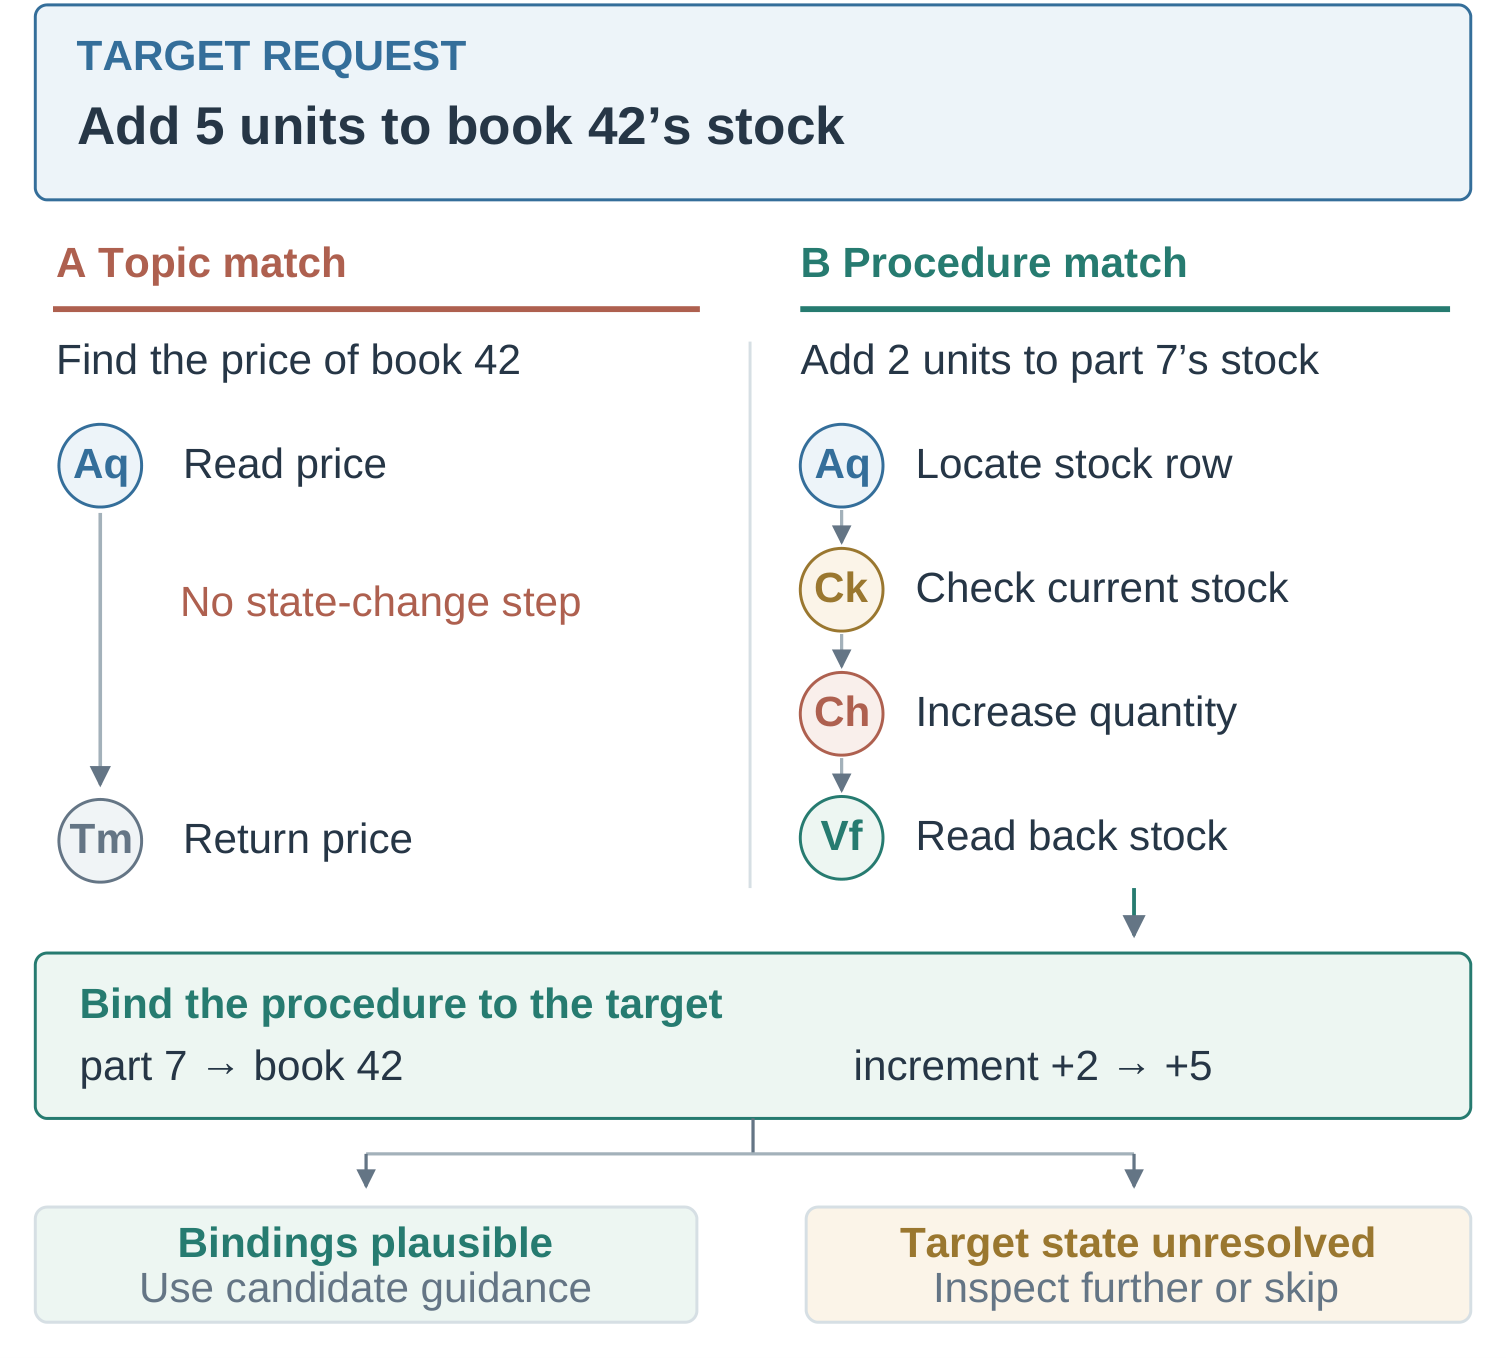 TARGET REQUEST
Add 5 units to book 42’s stock
A Topic match
Find the price of book 42
Aq Read price
No state-change step
Tm Return price
B Procedure match
Add 2 units to part 7’s stock
Aq Locate stock row
Ck Check current stock
Ch Increase quantity
Vf Read back stock
Bind the procedure to the target
part 7 → book 42
increment +2 → +5
Bindings plausible
Use candidate guidance
Target state unresolved
Inspect further or skip